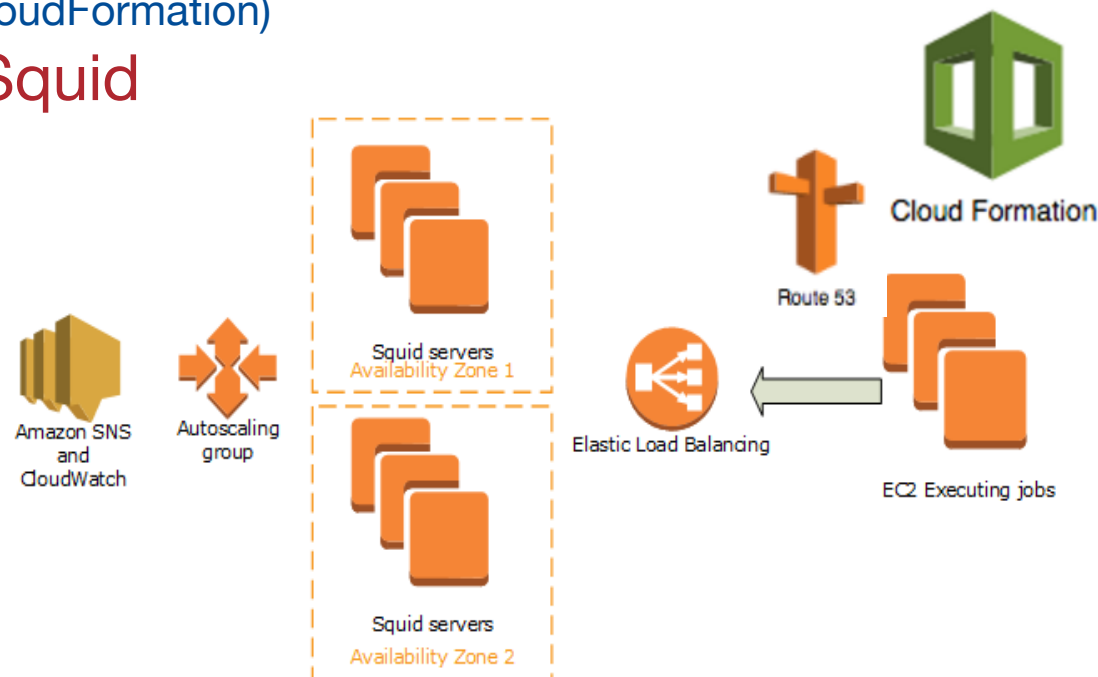 oudFormation)
Squid
Cloud Formation
Route 53
Squid servers
Availability Zone 1
Amazon SNS
and
CloudWatch
Autoscaling
group
Elastic Load Balancing
EC2 Executing jobs
Squid servers
Availability Zone 2